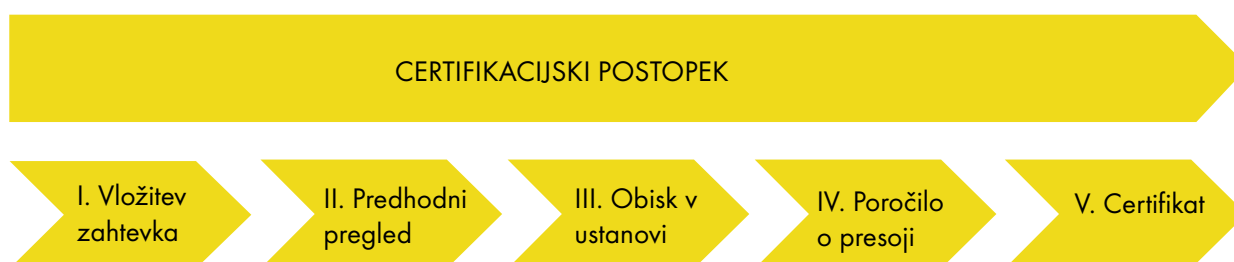 CERTIFIKACIJSKI POSTOPEK
I. Vložitev
zahtevka
II. Predhodni
pregled
III. Obisk v
ustanovi
IV. Poročilo
o presoji
V. Certifikat